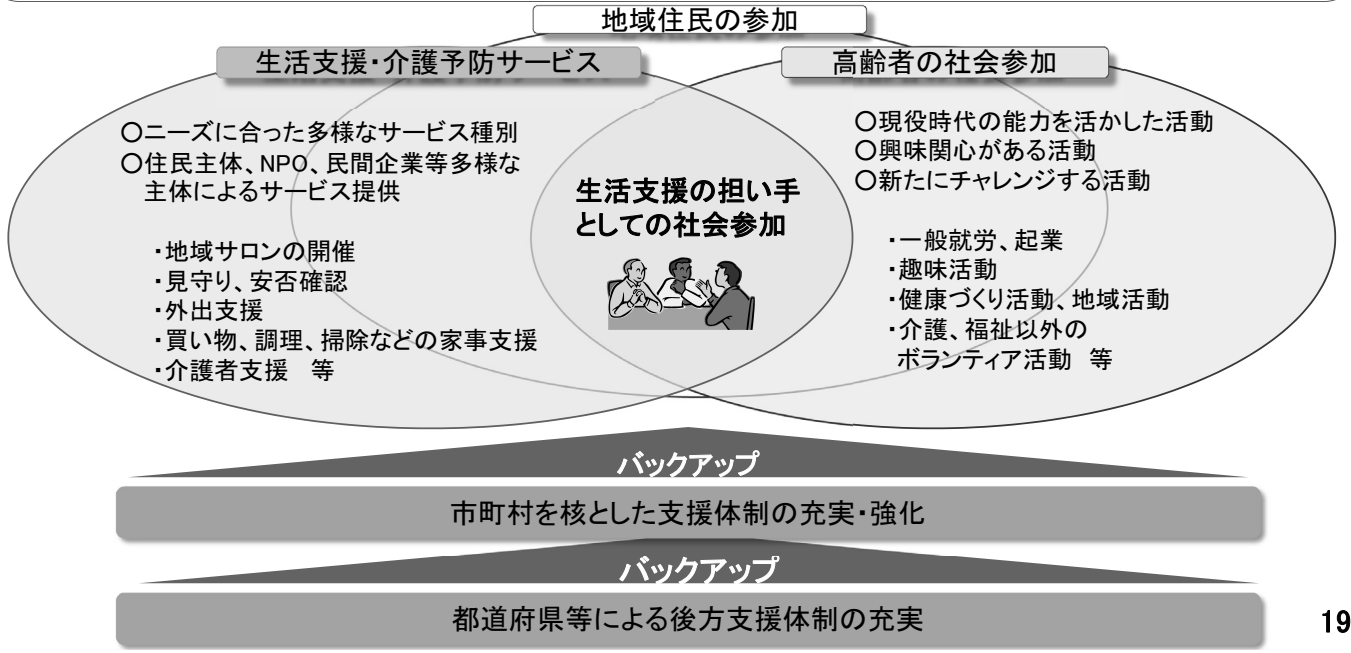 地域住民の参加
生活支援・介護予防サービス
○ニーズに合った多様なサービス種別
○住民主体、NPO、民間企業等多様な
主体によるサービス提供
・地域サロンの開催
・見守り、安否確認
・外出支援
・買い物、調理、掃除などの家事支援
・介護者支援　等
生活支援の担い手
としての社会参加
高齢者の社会参加
○現役時代の能力を活かした活動
○興味関心がある活動
○新たにチャレンジする活動
・一般就労、起業
・趣味活動
・健康づくり活動、地域活動
・介護、福祉以外の
ボランティア活動　等
バックアップ
市町村を核とした支援体制の充実・強化
バックアップ
都道府県等による後方支援体制の充実
19